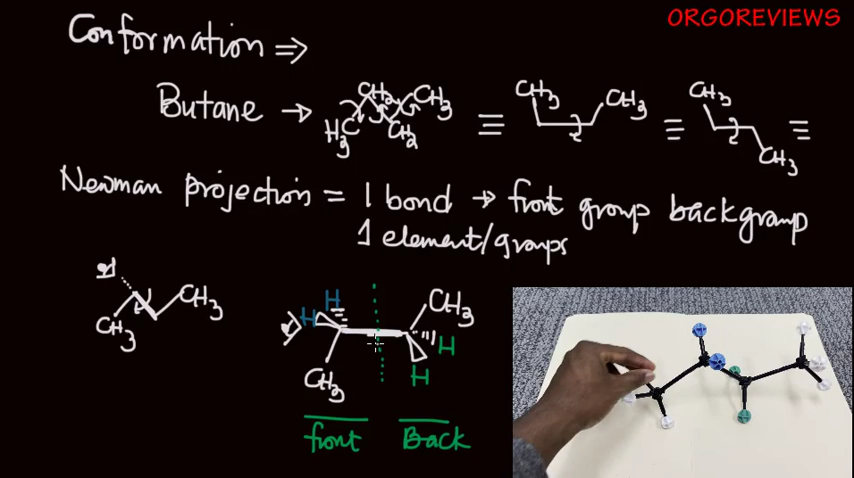 ORGOREVIEWS
Conformation ⇒
Butane → H3C CH2 CH2 CH3 ≡ CH3 CH3 ≡ CH3 CH3 ≡
Newman projection = 1 bond → front group back group
1 element/groups
CH3 CH3
H H CH3 CH3 H H
front Back